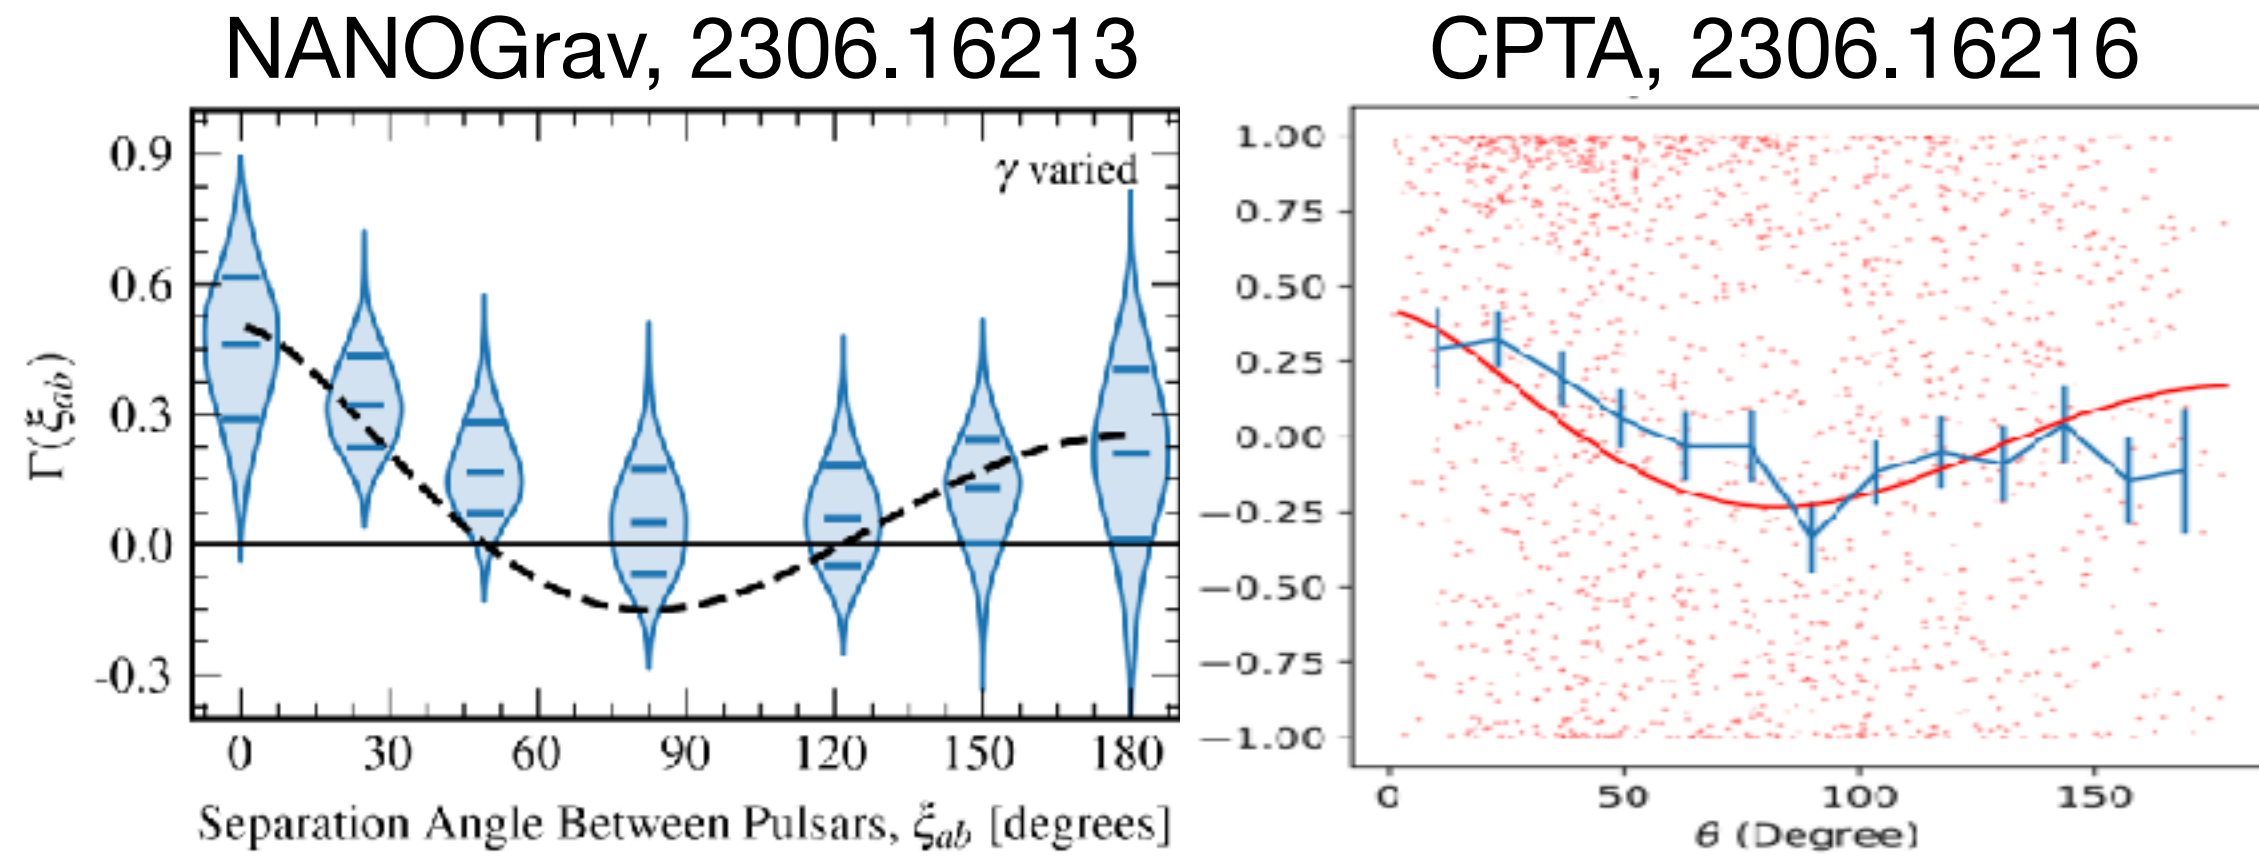 NANOGrav, 2306.16213
CPTA, 2306.16216
0.9
0.6
0.3
0.0
-0.3
Γ(ξab)
γ varied
0 30 60 90 120 150 180
Separation Angle Between Pulsars, ξab [degrees]
1.00
0.75
0.50
0.25
0.00
−0.25
−0.50
−0.75
−1.00
0 50 100 150
θ (Degree)